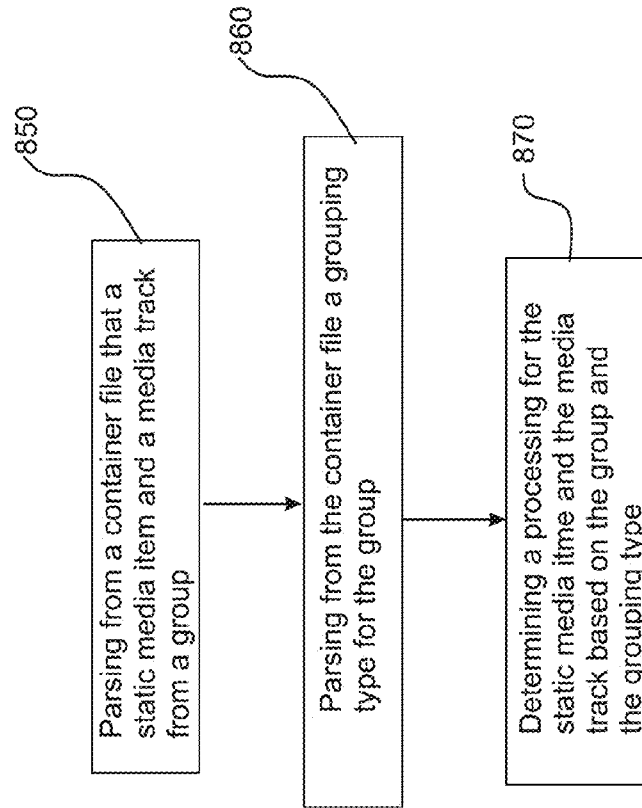 850
Parsing from a container file that a
static media item and a media track
from a group
860
Parsing from the container file a grouping
type for the group
870
Determining a processing for the
static media itme and the media
track based on the group and
the grouping type